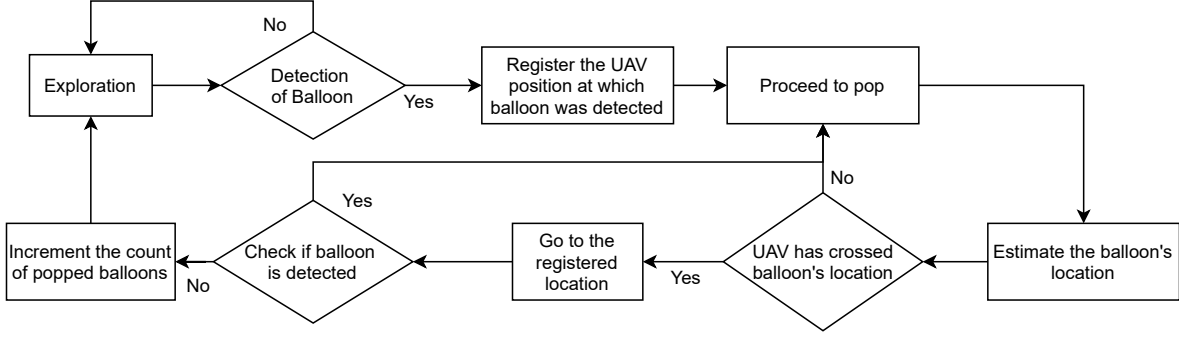 No
Exploration
Detection
of Balloon
Yes
Register the UAV
position at which
balloon was detected
Proceed to pop
No
Yes
Increment the count
of popped balloons
No
Check if balloon
is detected
Go to the
registered
location
Yes
UAV has crossed
balloon's location
Estimate the balloon's
location